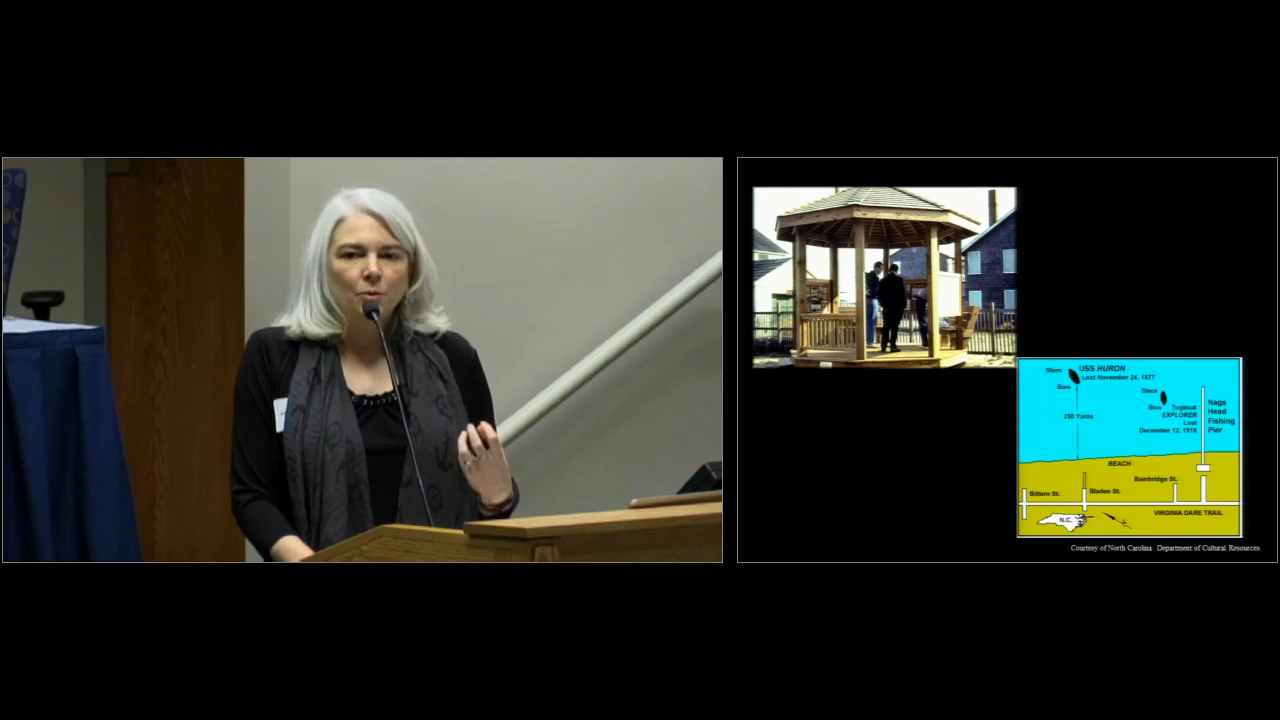 Stern
USS HURON
Lost November 24, 1877
Bow
250 Yards
Stern
Bow
Tugboat
EXPLORER
Lost
December 12, 1919
Nags
Head
Fishing
Pier
BEACH
Bainbridge St.
Bittern St.
Bladen St.
VIRGINIA DARE TRAIL
N.C.
Courtesy of North Carolina Department of Cultural Resources